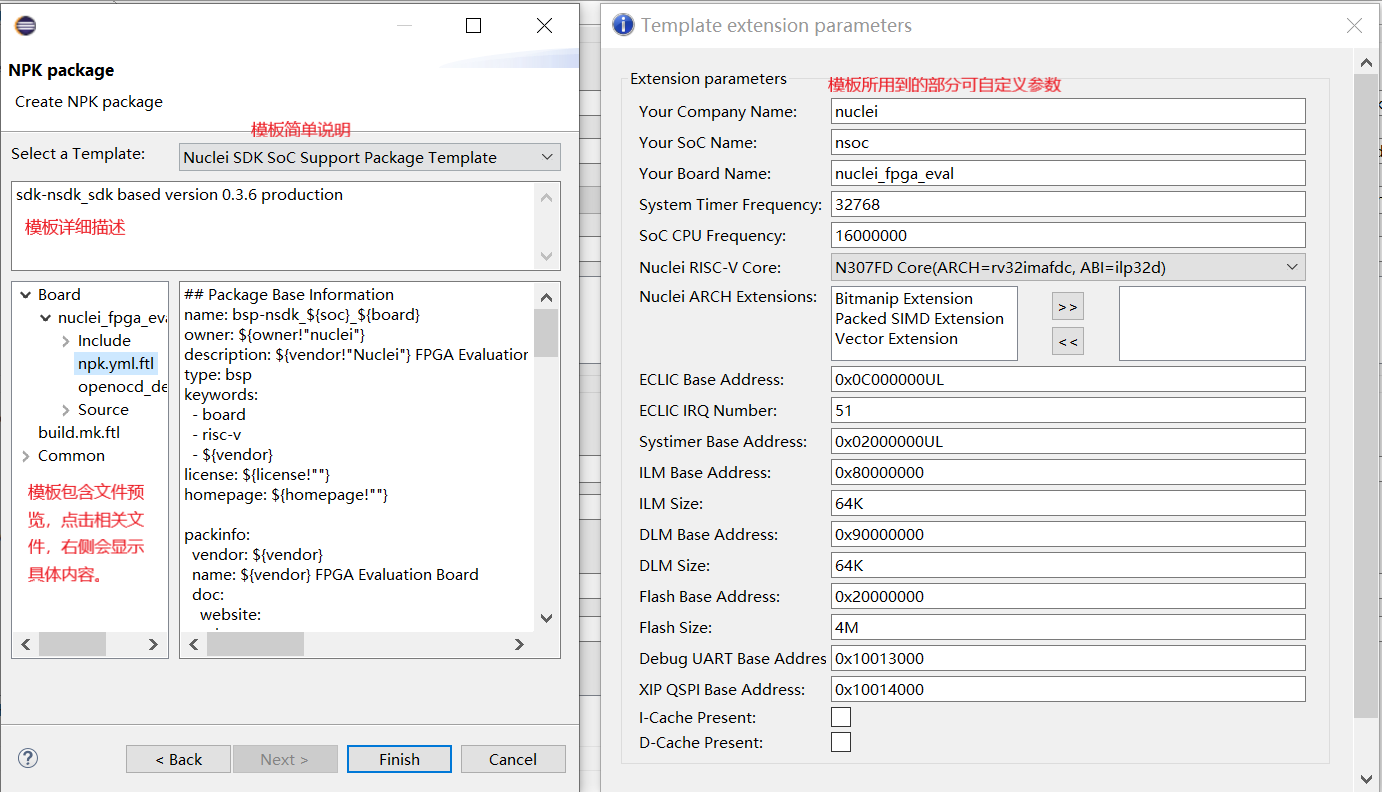 NPK package
Create NPK package
模板简单说明
Select a Template:
Nuclei SDK SoC Support Package Template
sdk-nsdk_sdk based version 0.3.6 production
模板详细描述
Board
nuclei_fpga_eva
Include
npk.yml.ftl
openocd_de
Source
build.mk.ftl
Common
模板包含文件预
览，点击相关文
件，右侧会显示
具体内容。
## Package Base Information
name: bsp-nsdk_${soc}_${board}
owner: ${owner!"nuclei"}
description: ${vendor!"Nuclei"} FPGA Evaluation
type: bsp
keywords:
- board
- risc-v
- ${vendor}
license: ${license!""}
homepage: ${homepage!""}
packinfo:
vendor: ${vendor}
name: ${vendor} FPGA Evaluation Board
doc:
website:
< Back
Next >
Finish
Cancel
Template extension parameters
Extension parameters
模板所用到的部分可自定义参数
Your Company Name:
nuclei
Your SoC Name:
nsoc
Your Board Name:
nuclei_fpga_eval
System Timer Frequency:
32768
SoC CPU Frequency:
16000000
Nuclei RISC-V Core:
N307FD Core(ARCH=rv32imafdc, ABI=ilp32d)
Nuclei ARCH Extensions:
Bitmanip Extension
Packed SIMD Extension
Vector Extension
>>
<<
ECLIC Base Address:
0x0C000000UL
ECLIC IRQ Number:
51
Systimer Base Address:
0x02000000UL
ILM Base Address:
0x80000000
ILM Size:
64K
DLM Base Address:
0x90000000
DLM Size:
64K
Flash Base Address:
0x20000000
Flash Size:
4M
Debug UART Base Addres
0x10013000
XIP QSPI Base Address:
0x10014000
I-Cache Present:
D-Cache Present: